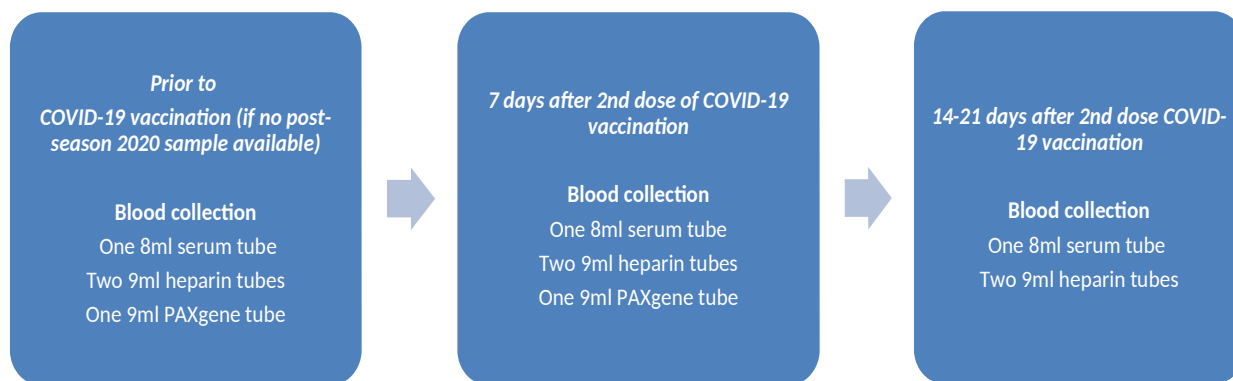 Prior to
COVID-19 vaccination (if no post-
season 2020 sample available)
Blood collection
One 8ml serum tube
Two 9ml heparin tubes
One 9ml PAXgene tube
7 days after 2nd dose of COVID-19
vaccination
Blood collection
One 8ml serum tube
Two 9ml heparin tubes
One 9ml PAXgene tube
14-21 days after 2nd dose COVID-
19 vaccination
Blood collection
One 8ml serum tube
Two 9ml heparin tubes